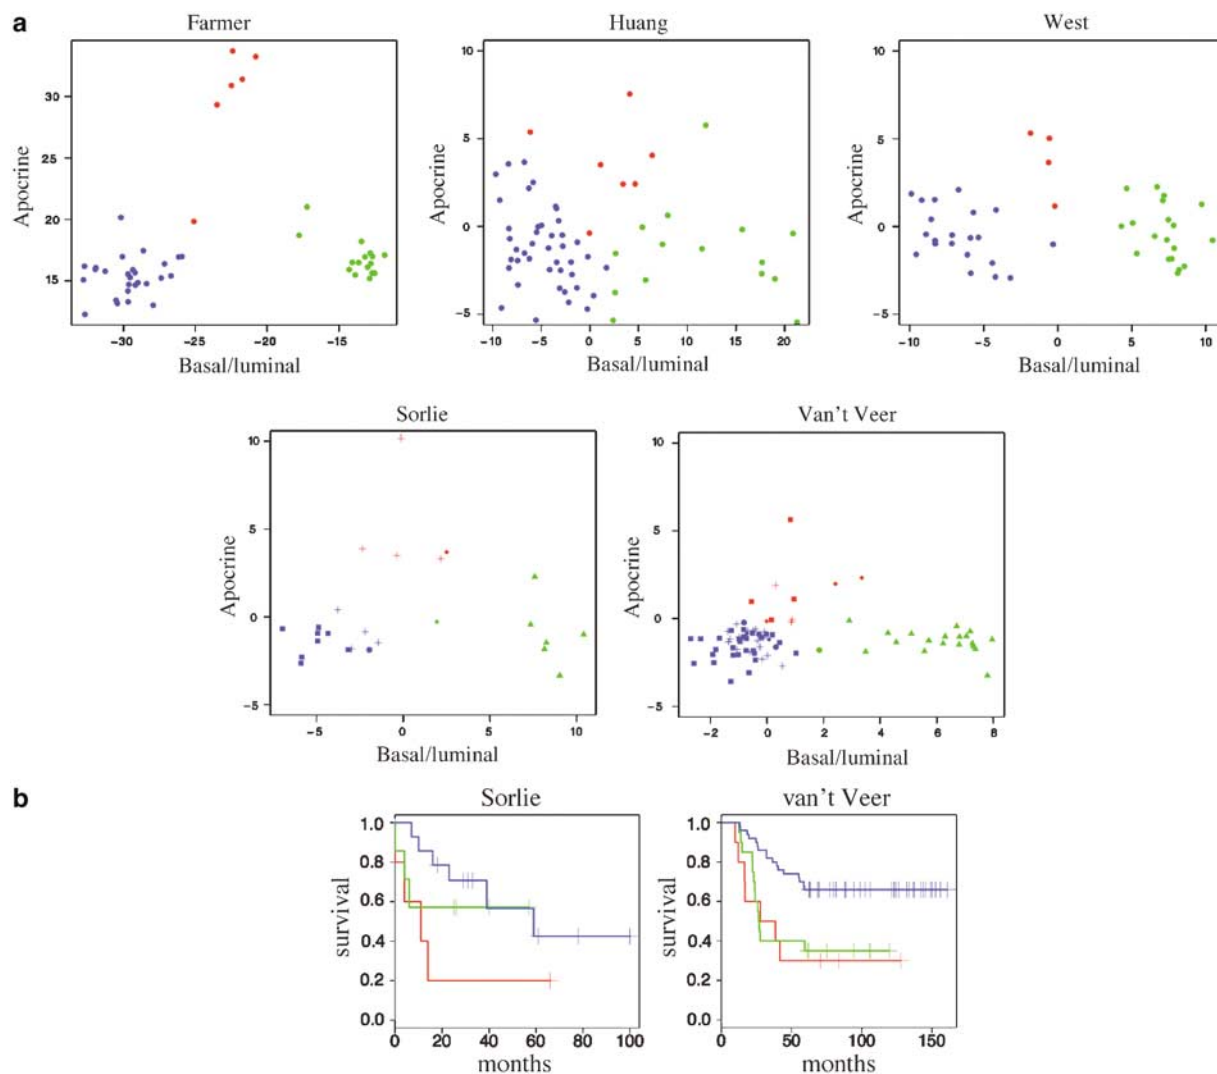 a
Farmer
Huang
West
Apocrine
30
25
20
15
-30
-25
-20
-15
Basal/luminal
Apocrine
10
5
0
-5
-10
-5
0
5
10
15
20
Basal/luminal
Apocrine
10
5
0
-5
-10
-5
0
5
10
Basal/luminal
Sorlie
Van't Veer
Apocrine
10
5
0
-5
-5
0
5
10
Basal/luminal
Apocrine
10
5
0
-5
-2
0
2
4
6
8
Basal/luminal
b
Sorlie
van't Veer
survival
1.0
0.8
0.6
0.4
0.2
0.0
0
20
40
60
80
100
months
survival
1.0
0.8
0.6
0.4
0.2
0.0
0
50
100
150
months